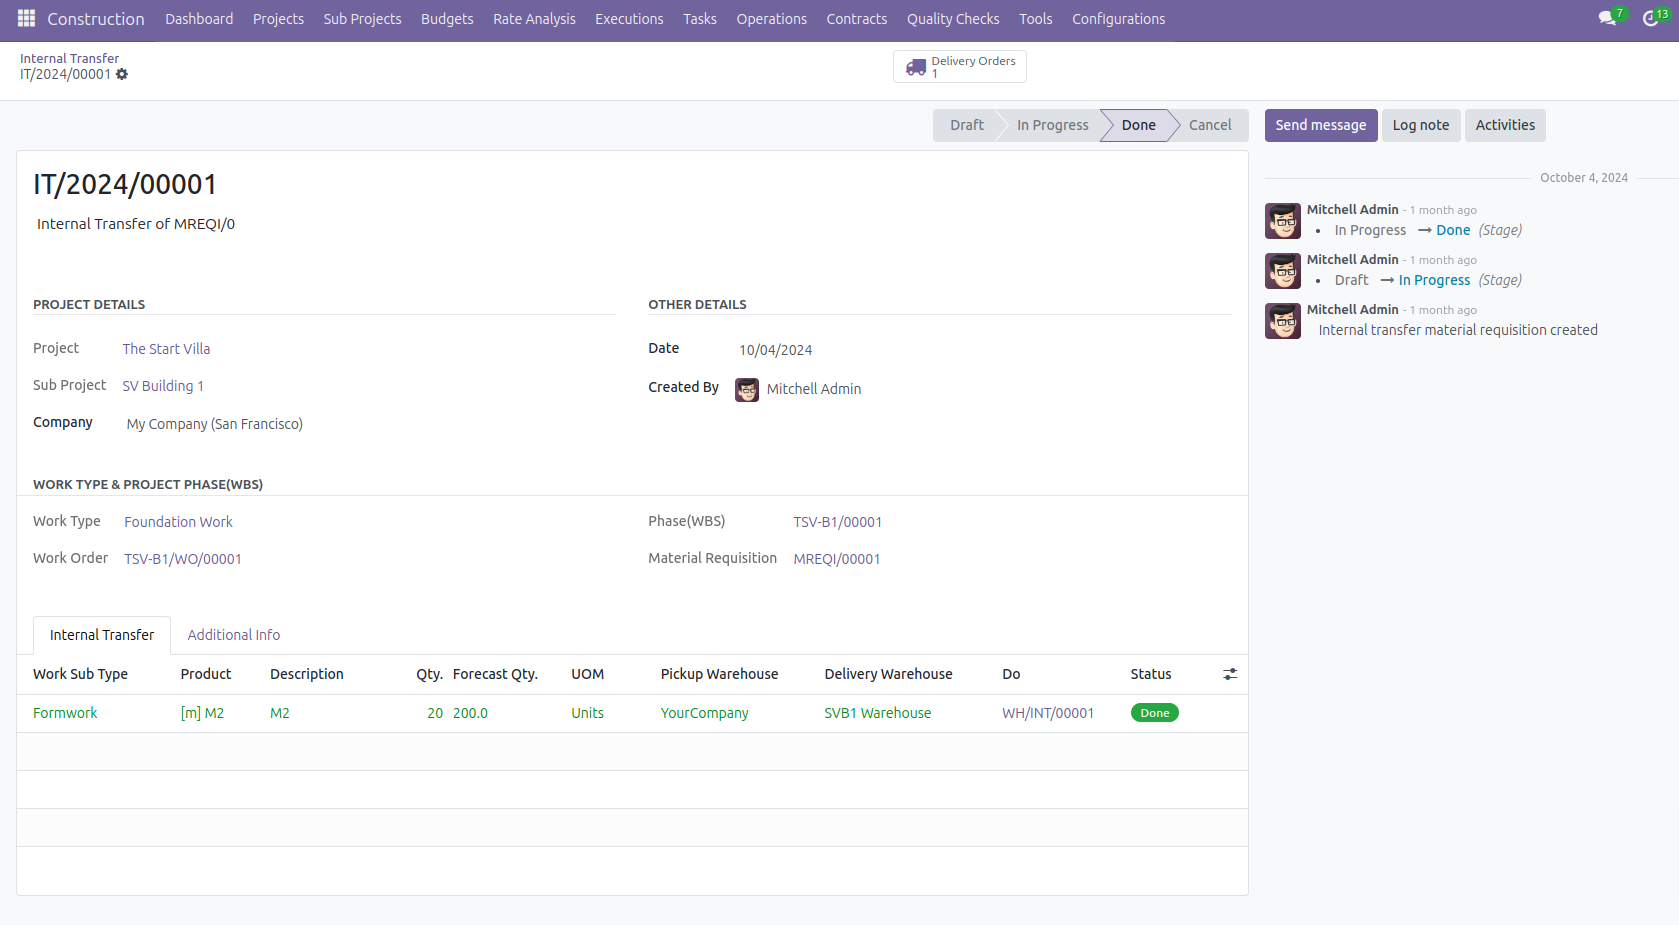 Construction Dashboard Projects Sub Projects Budgets Rate Analysis Executions Tasks Operations Contracts Quality Checks Tools Configurations 7 13
Internal Transfer
IT/2024/00001
Delivery Orders
1
Draft In Progress Done Cancel
Send message Log note Activities
IT/2024/00001
Internal Transfer of MREQI/0
PROJECT DETAILS
Project The Start Villa
Sub Project SV Building 1
Company My Company (San Francisco)
OTHER DETAILS
Date 10/04/2024
Created By Mitchell Admin
WORK TYPE & PROJECT PHASE(WBS)
Work Type Foundation Work
Work Order TSV-B1/WO/00001
Phase(WBS) TSV-B1/00001
Material Requisition MREQI/00001
Internal Transfer Additional Info
Work Sub Type Product Description Qty. Forecast Qty. UOM Pickup Warehouse Delivery Warehouse Do Status
Formwork [m] M2 M2 20 200.0 Units YourCompany SVB1 Warehouse WH/INT/00001 Done
October 4, 2024
Mitchell Admin - 1 month ago
• In Progress → Done (Stage)
Mitchell Admin - 1 month ago
• Draft → In Progress (Stage)
Mitchell Admin - 1 month ago
Internal transfer material requisition created